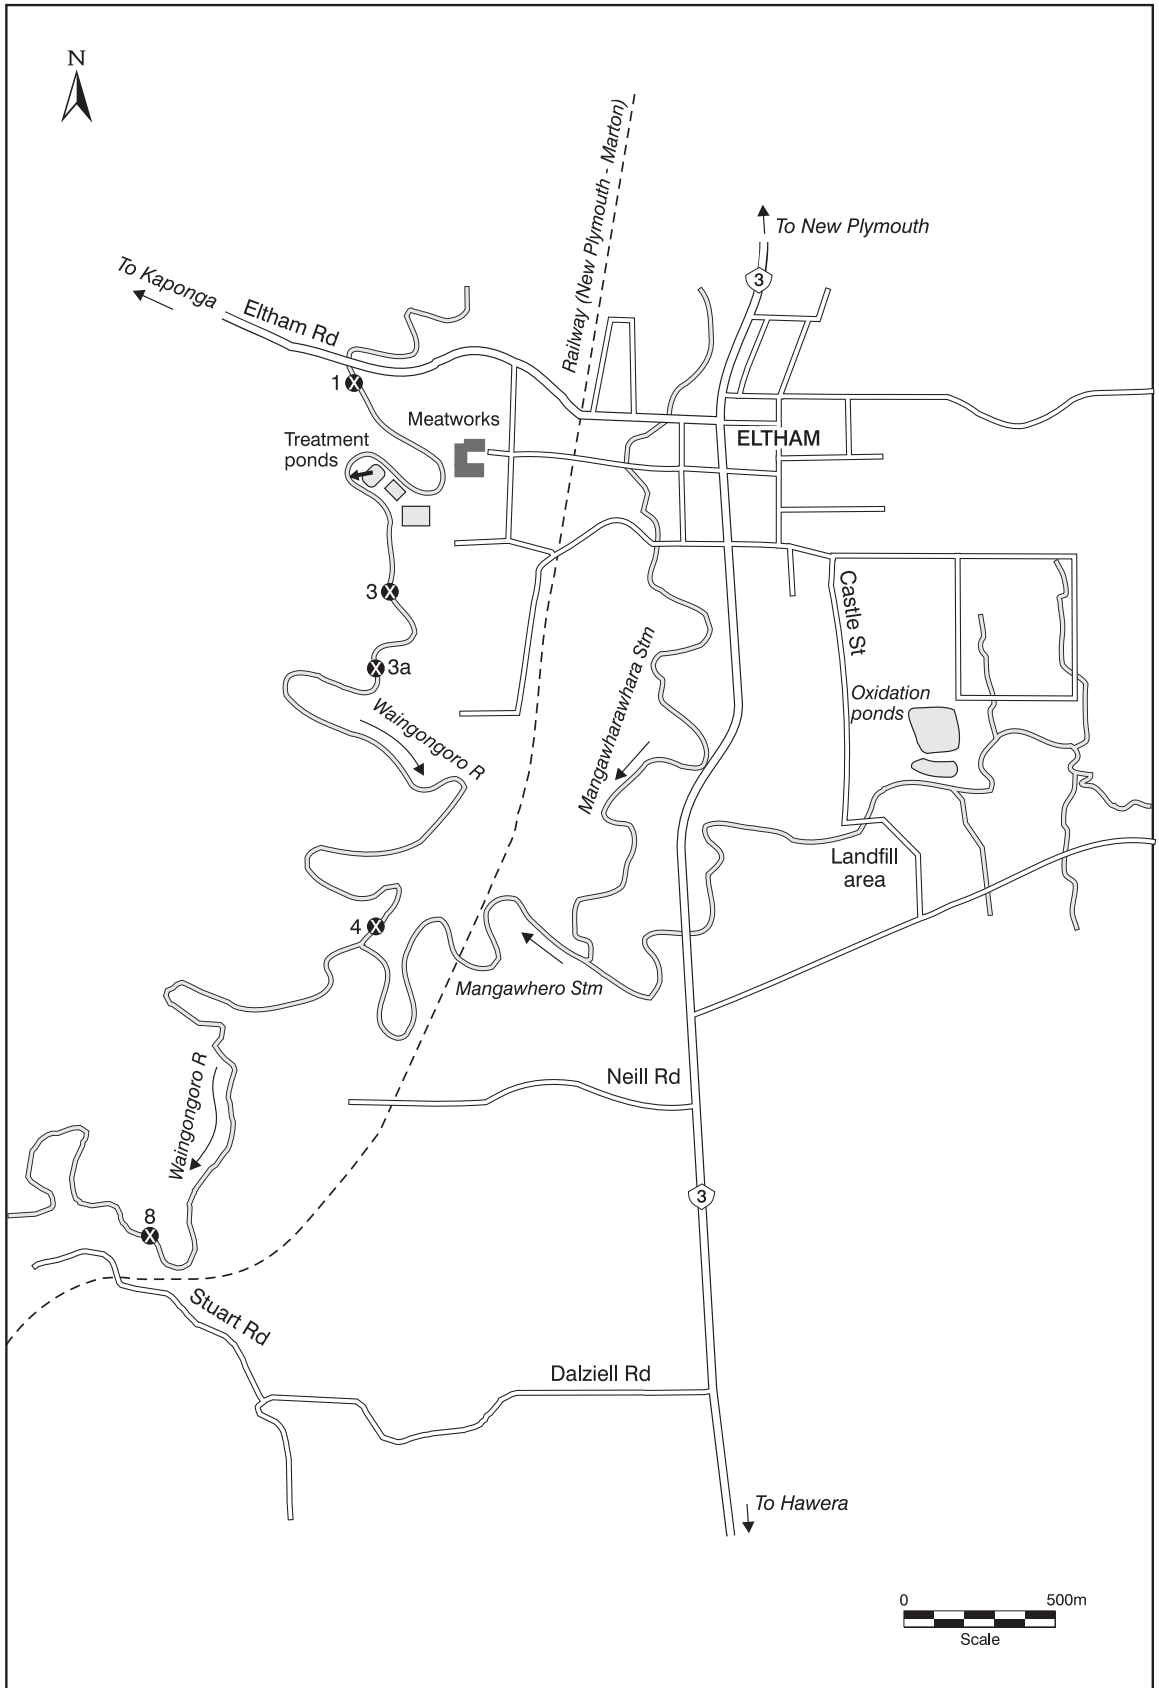 N
Railway (New Plymouth - Marton)
To New Plymouth
3
To Kaponga
Eltham Rd
1
Meatworks
ELTHAM
Treatment
ponds
3
Castle St
3a
Mangawharawhara Stm
Oxidation
ponds
Waingongoro R
Landfill
area
4
Mangawhero Stm
Waingongoro R
Neill Rd
3
8
Stuart Rd
Dalziell Rd
To Hawera
0 500m
Scale